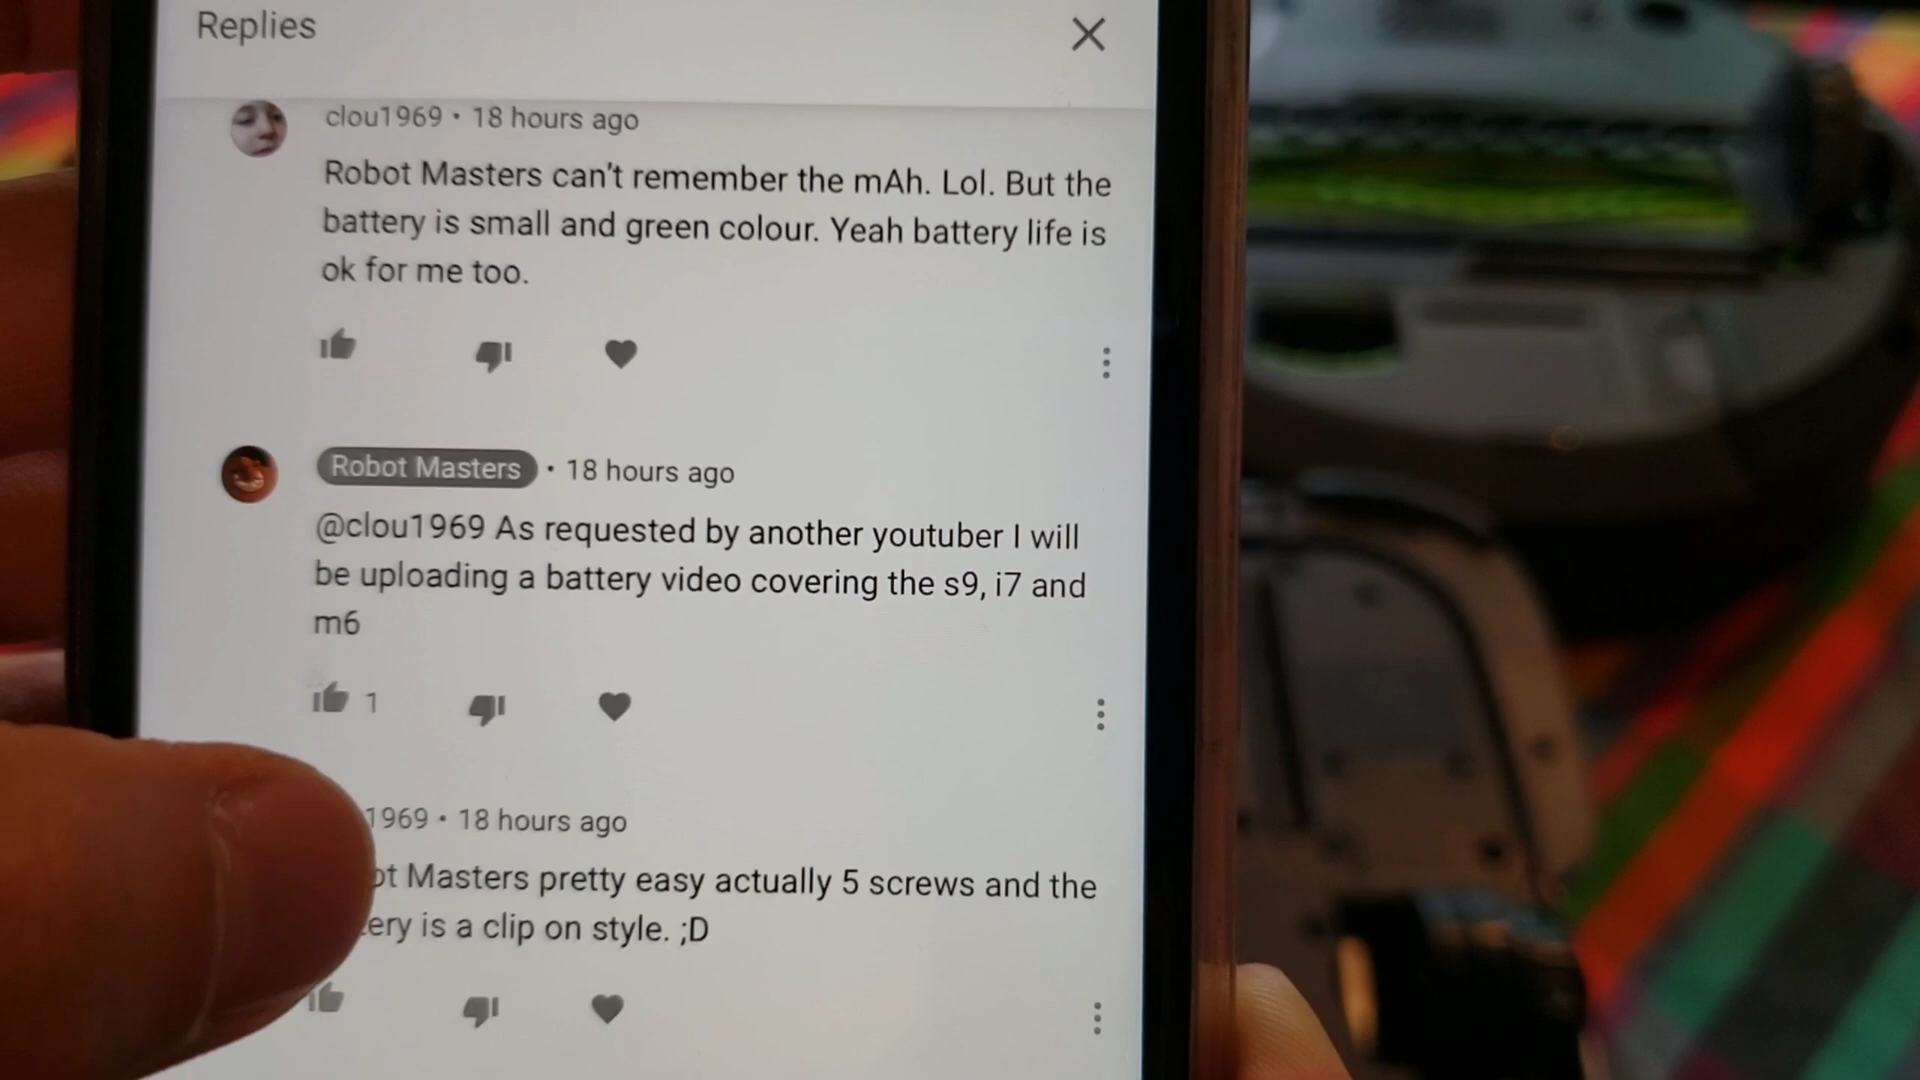 Replies
clou1969 • 18 hours ago
Robot Masters can't remember the mAh. Lol. But the
battery is small and green colour. Yeah battery life is
ok for me too.
Robot Masters • 18 hours ago
@clou1969 As requested by another youtuber I will
be uploading a battery video covering the s9, i7 and
m6
1
1969 • 18 hours ago
Masters pretty easy actually 5 screws and the
is a clip on style. ;D